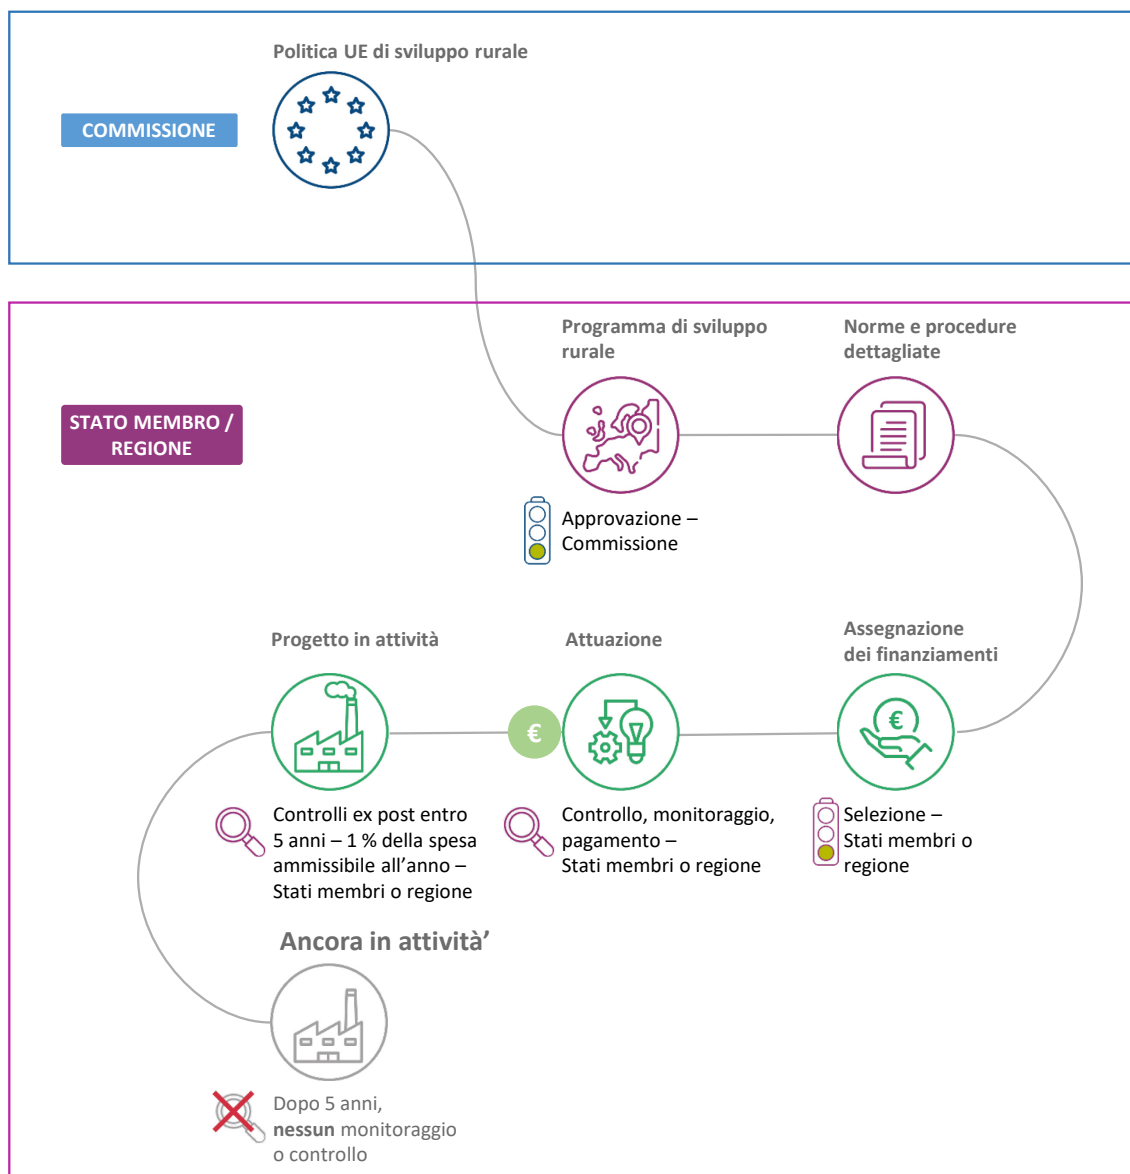 Politica UE di sviluppo rurale
COMMISSIONE
Programma di sviluppo
rurale
Norme e procedure
dettagliate
STATO MEMBRO /
REGIONE
Approvazione –
Commissione
Progetto in attività
Attuazione
Assegnazione
dei finanziamenti
€
€
Controlli ex post entro
5 anni – 1 % della spesa
ammissibile all’anno –
Stati membri o regione
Controllo, monitoraggio,
pagamento –
Stati membri o regione
Selezione –
Stati membri o
regione
Ancora in attività’
Dopo 5 anni,
nessun monitoraggio
o controllo